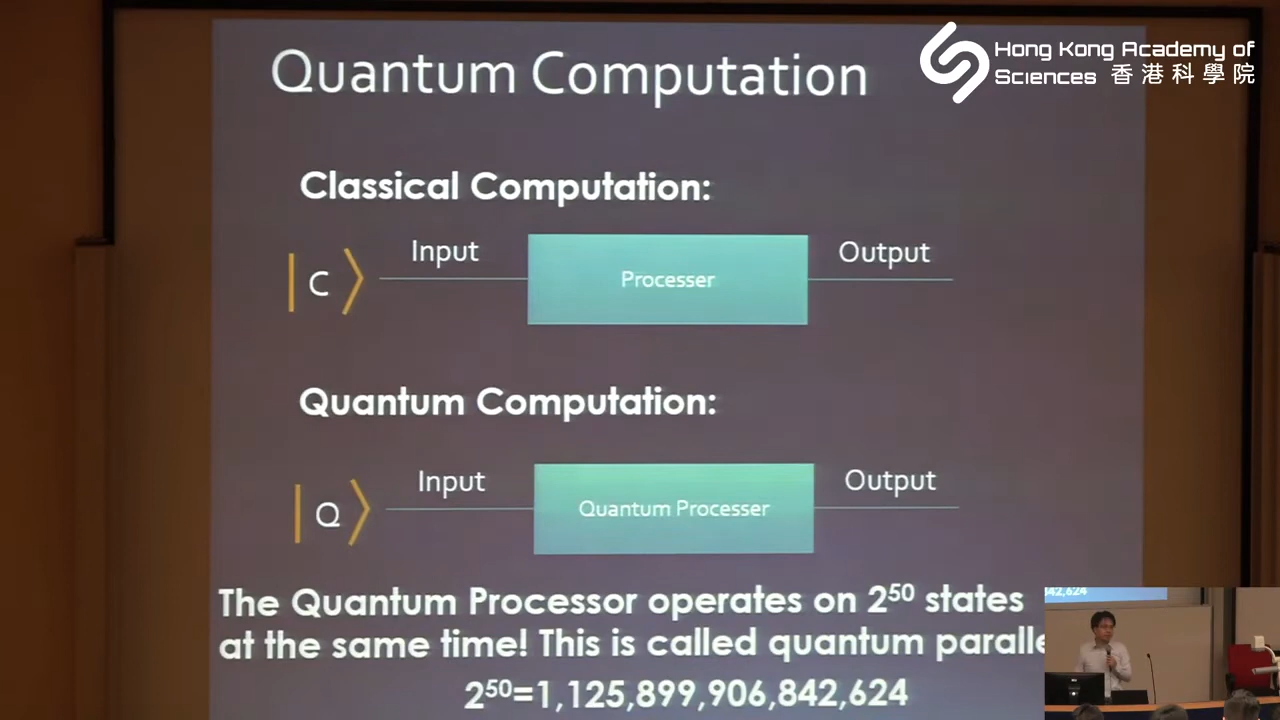 Hong Kong Academy of
Sciences 香港科學院
Quantum Computation
Classical Computation:
| C ⟩
Input
Processer
Output
Quantum Computation:
| Q ⟩
Input
Quantum Processer
Output
The Quantum Processor operates on 2⁵⁰ states
at the same time! This is called quantum paralle
2⁵⁰=1,125,899,906,842,624
42,624